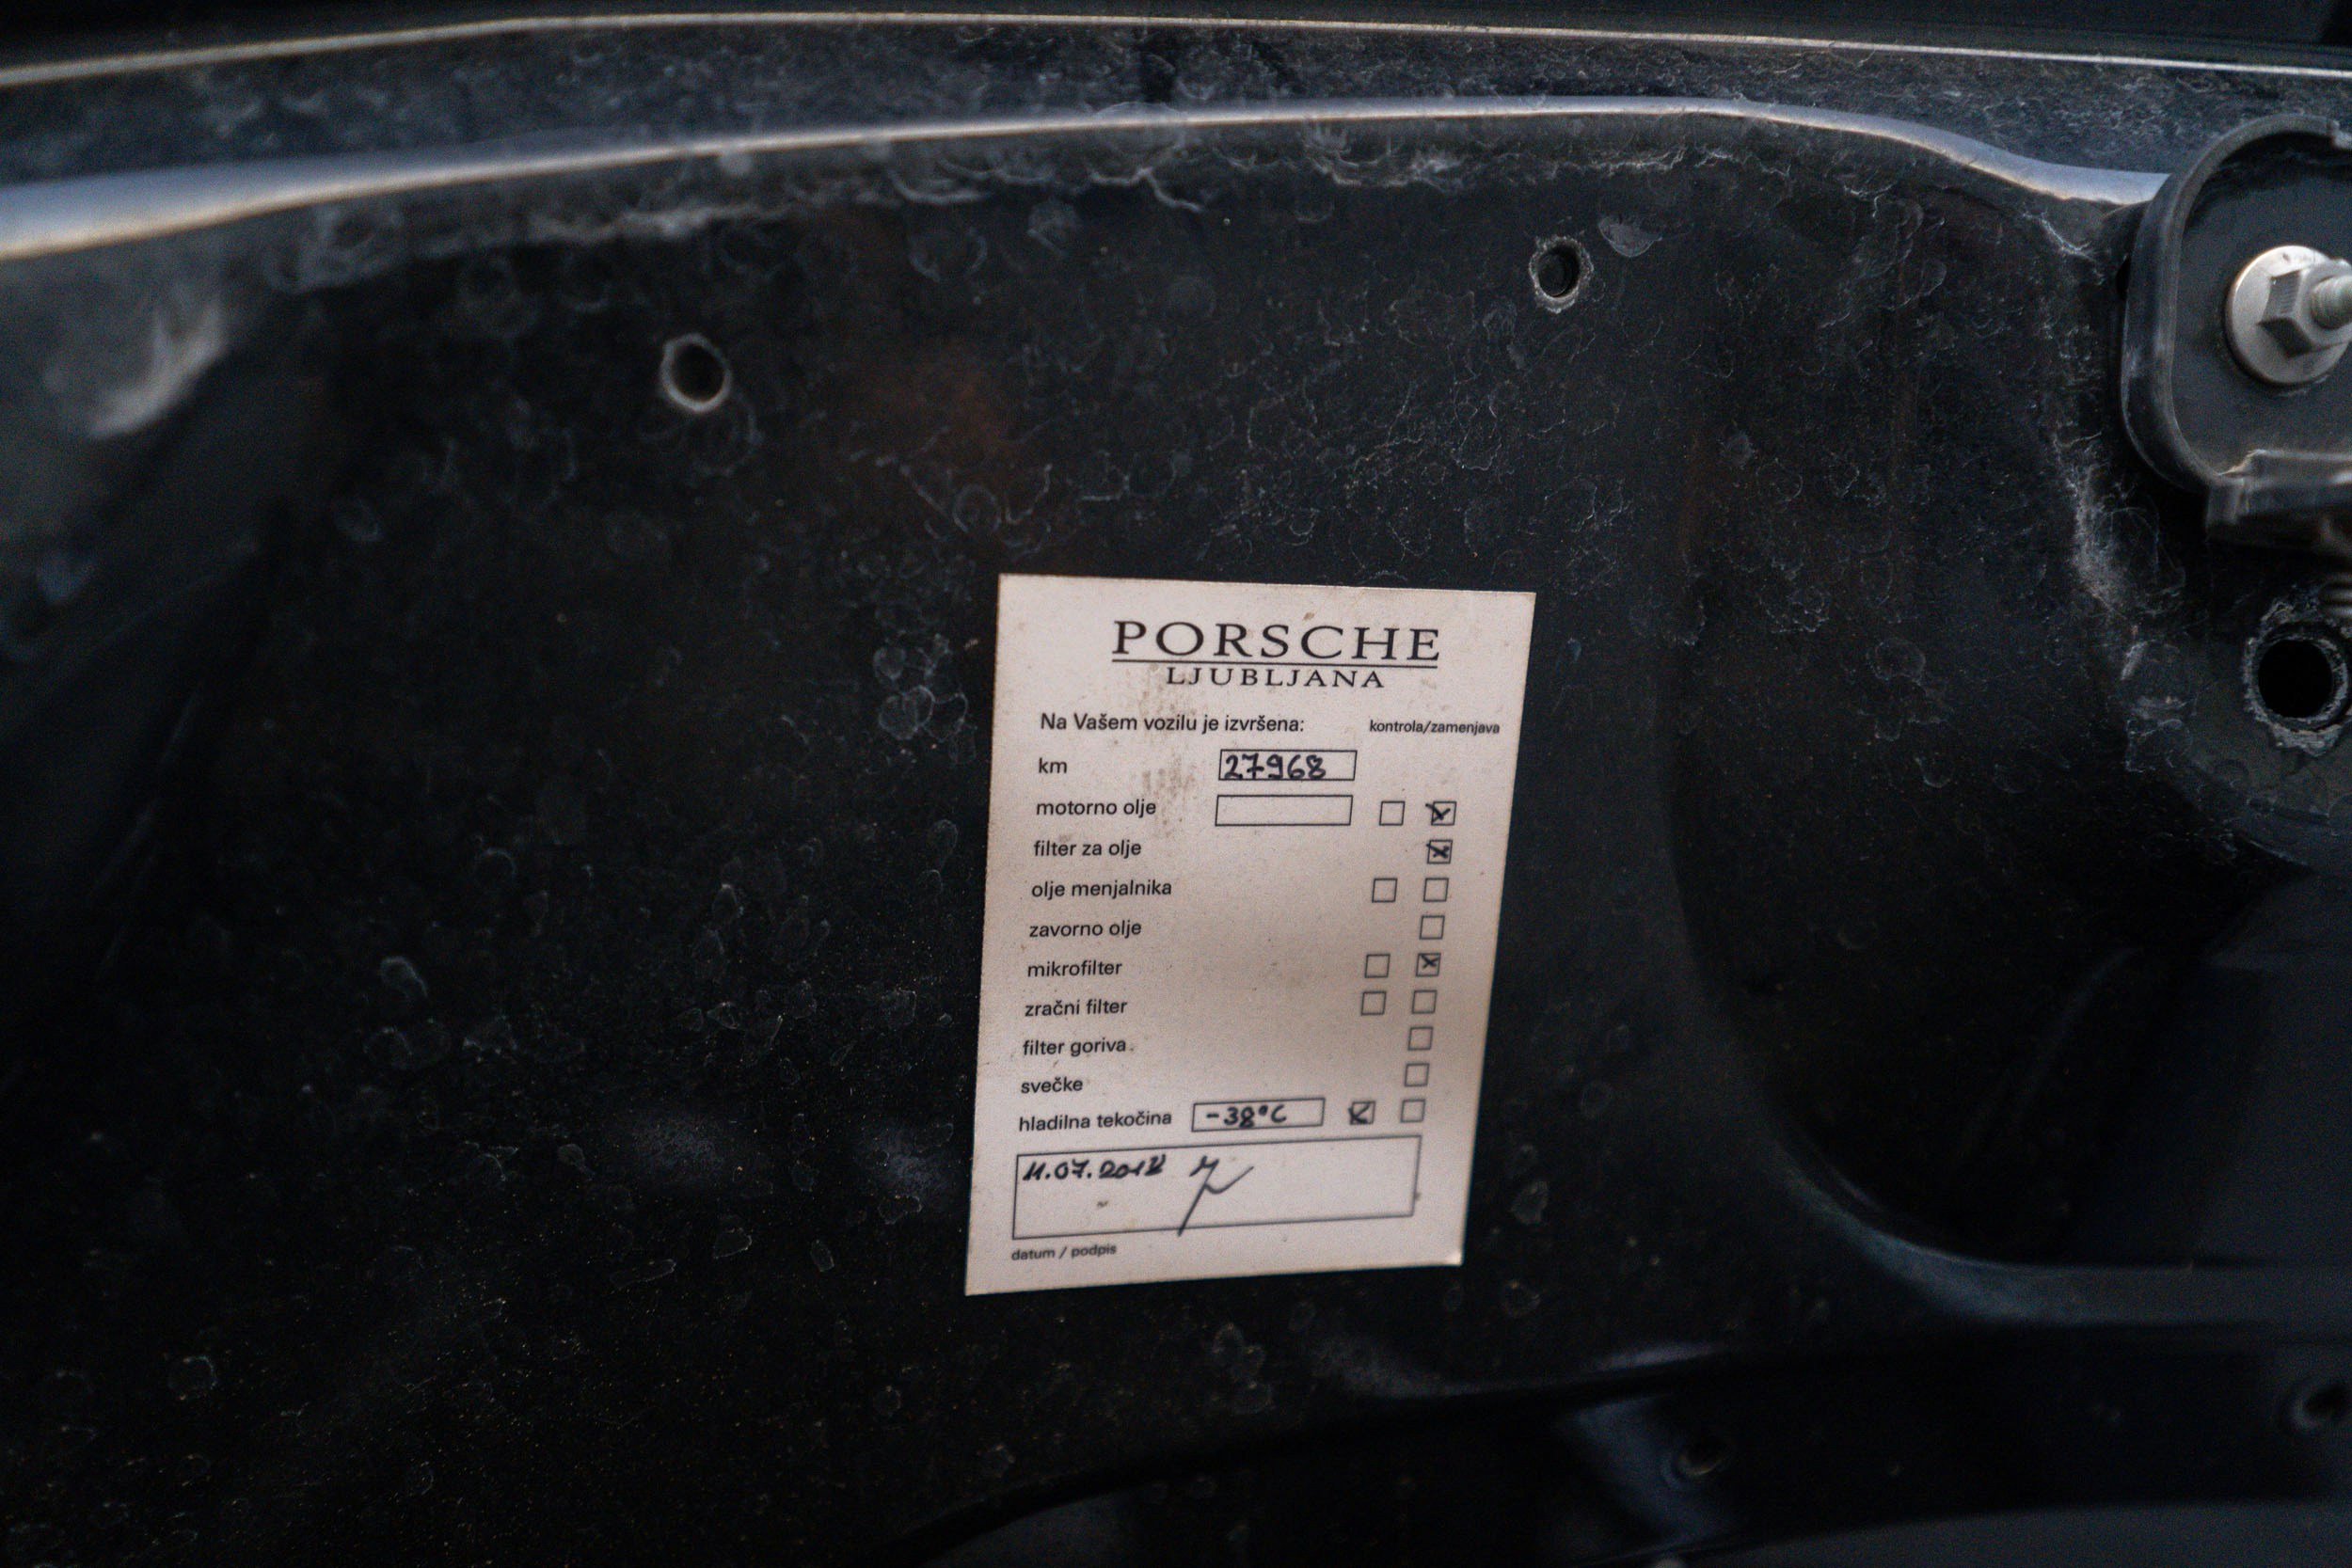 PORSCHE
LJUBLJANA
Na Vašem vozilu je izvršena: kontrola/zamenjava
km 27968
motorno olje
filter za olje
olje menjalnika
zavorno olje
mikrofilter
zračni filter
filter goriva
svečke
hladilna tekočina -38°C
datum / podpis